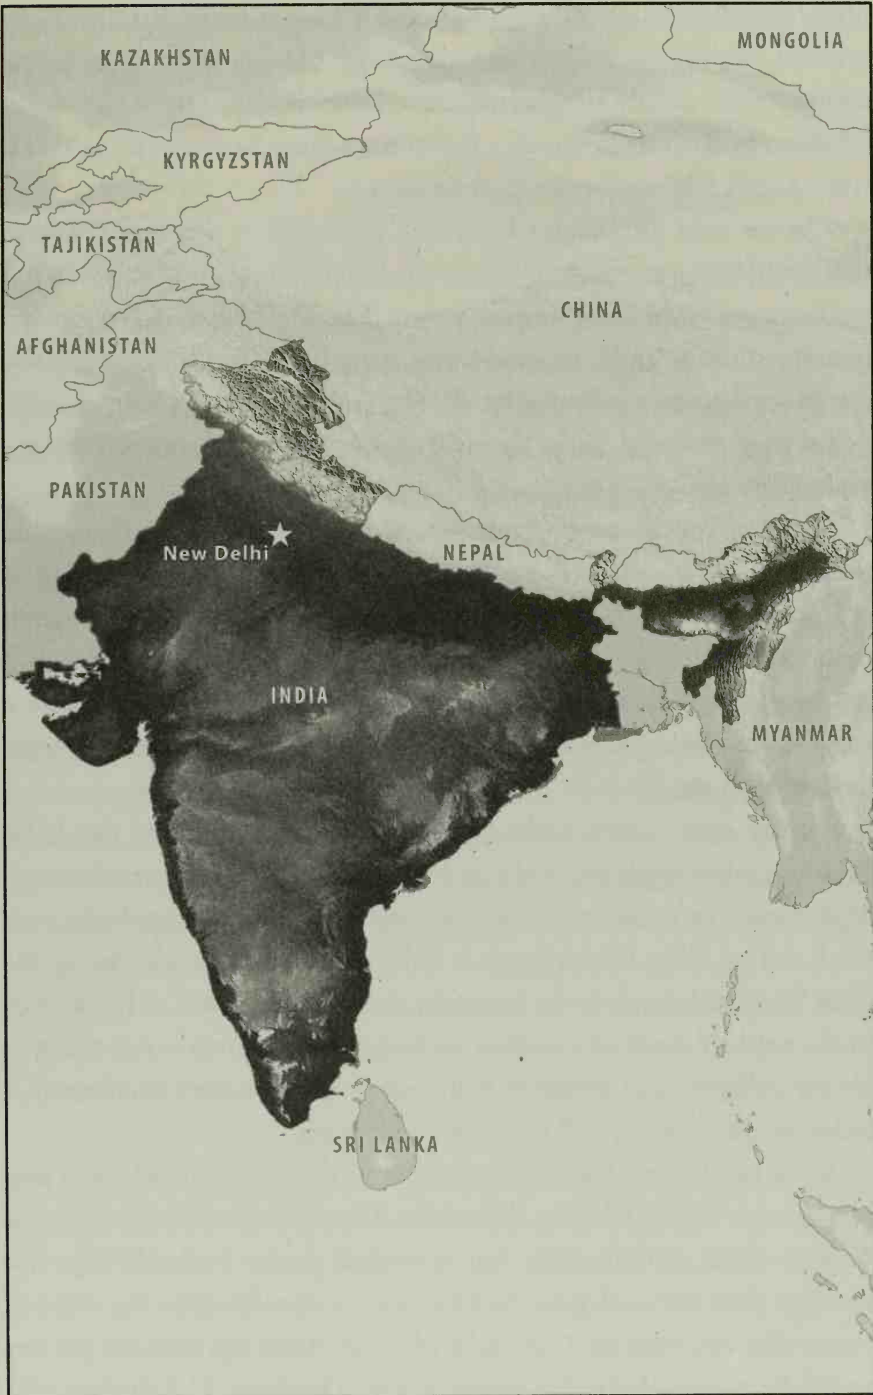 KAZAKHSTAN
MONGOLIA
KYRGYZSTAN
TAJIKISTAN
CHINA
AFGHANISTAN
PAKISTAN
New Delhi
NEPAL
INDIA
MYANMAR
SRI LANKA